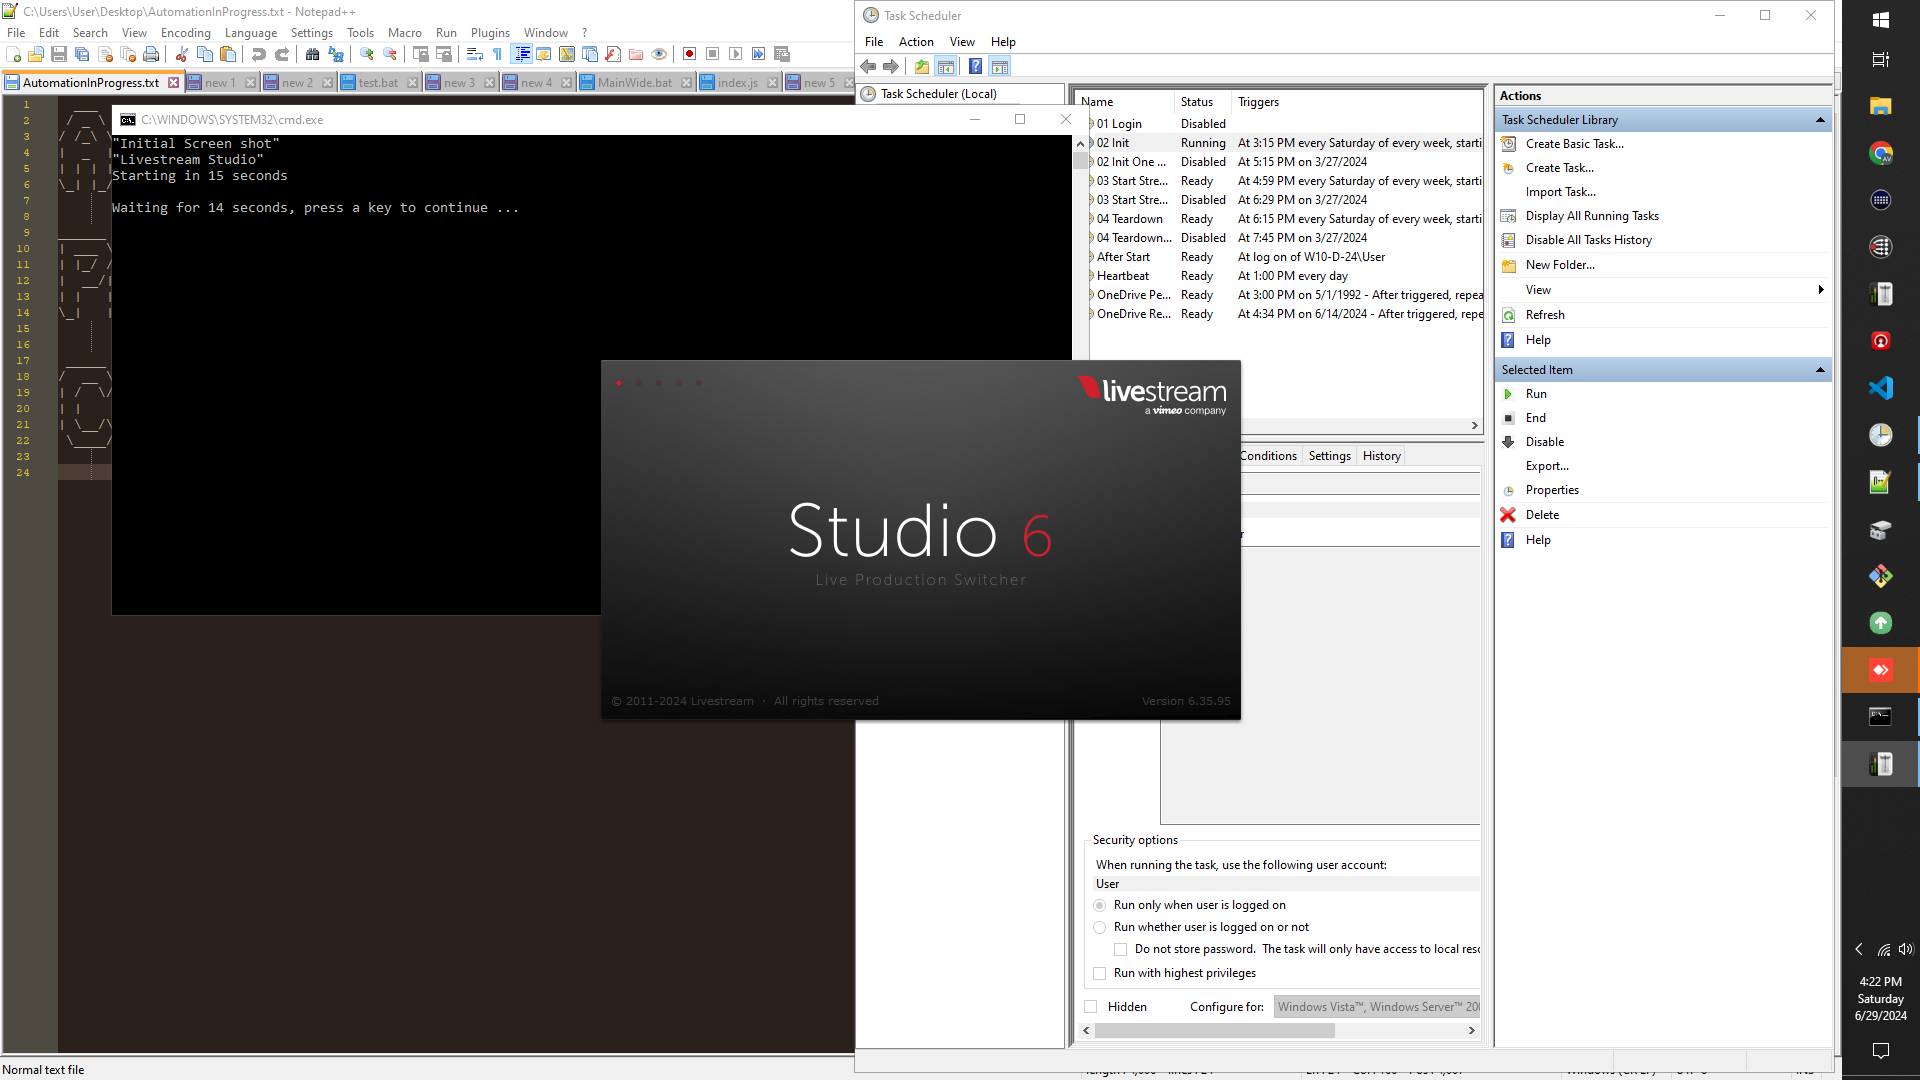 C:\Users\User\Desktop\AutomationInProgress.txt - Notepad++
File Edit Search View Encoding Language Settings Tools Macro Run Plugins Window ?
AutomationInProgress.txt new 1 new 2 test.bat new 3 new 4 MainWide.bat index.js new 5
1
2
3
4
5
6
7
8
9
10
11
12
13
14
15
16
17
18
19
20
21
22
23
24
C:\WINDOWS\SYSTEM32\cmd.exe
"Initial Screen shot"
"Livestream Studio"
Starting in 15 seconds
Waiting for 14 seconds, press a key to continue ...
livestream
a vimeo company
Studio 6
Live Production Switcher
© 2011-2024 Livestream · All rights reserved
Version 6.35.95
Task Scheduler
File Action View Help
Task Scheduler (Local)
Name Status Triggers
01 Login Disabled
02 Init Running At 3:15 PM every Saturday of every week, starti
02 Init One ... Disabled At 5:15 PM on 3/27/2024
03 Start Stre... Ready At 4:59 PM every Saturday of every week, starti
03 Start Stre... Disabled At 6:29 PM on 3/27/2024
04 Teardown Ready At 6:15 PM every Saturday of every week, starti
04 Teardown... Disabled At 7:45 PM on 3/27/2024
After Start Ready At log on of W10-D-24\User
Heartbeat Ready At 1:00 PM every day
OneDrive Pe... Ready At 3:00 PM on 5/1/1992 - After triggered, repea
OneDrive Re... Ready At 4:34 PM on 6/14/2024 - After triggered, repe
Conditions Settings History
Security options
When running the task, use the following user account:
User
Run only when user is logged on
Run whether user is logged on or not
Do not store password. The task will only have access to local reso
Run with highest privileges
Hidden Configure for: Windows Vista™, Windows Server™ 200
Actions
Task Scheduler Library
Create Basic Task...
Create Task...
Import Task...
Display All Running Tasks
Disable All Tasks History
New Folder...
View
Refresh
Help
Selected Item
Run
End
Disable
Export...
Properties
Delete
Help
4:22 PM
Saturday
6/29/2024
Normal text file